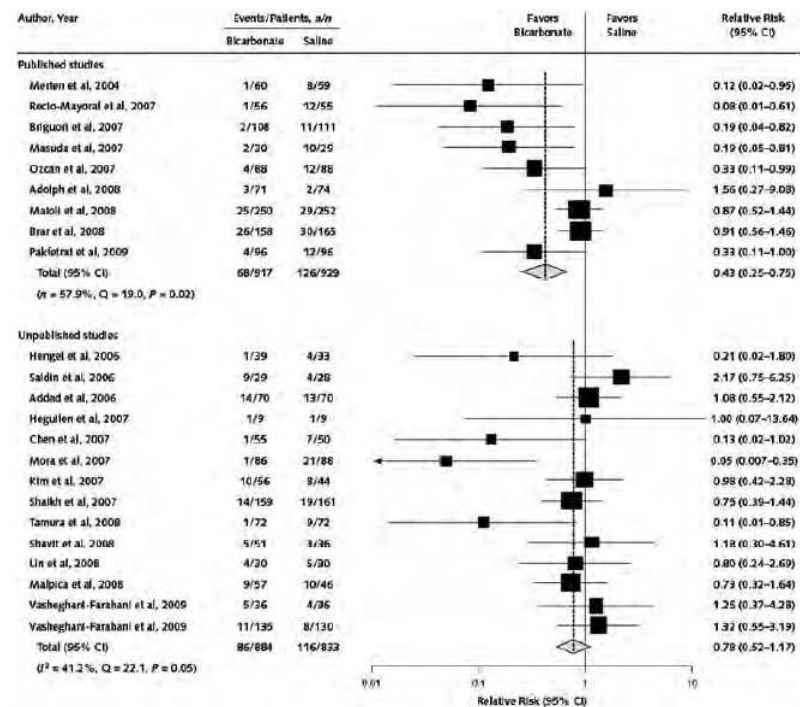 Author, Year Events/Patients, n/n Favors Favors Relative Risk
Bicarbonate Saline Bicarbonate Saline (95% CI)
Published studies
Merten et al, 2004 1/60 8/59 0.12 (0.02–0.95)
Recio-Mayoral et al, 2007 1/56 12/55 0.08 (0.01–0.61)
Briguori et al, 2007 2/108 11/111 0.19 (0.04–0.82)
Masuda et al, 2007 2/30 10/29 0.19 (0.05–0.81)
Ozcan et al, 2007 4/88 12/88 0.33 (0.11–0.99)
Adolph et al, 2008 3/71 2/74 1.56 (0.27–9.08)
Maioli et al, 2008 25/250 29/252 0.87 (0.52–1.44)
Brar et al, 2008 26/158 30/165 0.91 (0.56–1.46)
Pakfetrat et al, 2009 4/96 12/96 0.33 (0.11–1.00)
Total (95% CI) 68/917 126/929 0.43 (0.25–0.75)
= 57.9%, Q = 19.0, P = 0.02)
Unpublished studies
Hengel et al, 2006 1/39 4/33 0.21 (0.02–1.80)
Saidin et al, 2006 9/29 4/28 2.17 (0.75–6.25)
Addad et al, 2006 14/70 13/70 1.08 (0.55–2.12)
Heguilen et al, 2007 1/9 1/9 1.00 (0.07–13.64)
Chen et al, 2007 1/55 7/50 0.13 (0.02–1.02)
Mora et al, 2007 1/86 21/88 0.05 (0.007–0.35)
Kim et al, 2007 10/56 8/44 0.98 (0.42–2.28)
Shaikh et al, 2007 14/159 19/161 0.75 (0.39–1.44)
Tamura et al, 2008 1/72 9/72 0.11 (0.01–0.85)
Shavit et al, 2008 5/51 3/36 1.18 (0.30–4.61)
Lin et al, 2008 4/30 5/30 0.80 (0.24–2.69)
Malpica et al, 2008 9/57 10/46 0.73 (0.32–1.64)
Vasheghani-Farahani et al, 2009 5/36 4/36 1.25 (0.37–4.28)
Vasheghani-Farahani et al, 2009 11/135 8/130 1.32 (0.55–3.19)
Total (95% CI) 86/884 116/833 0.78 (0.52–1.17)
(I² = 41.2%, Q = 22.1, P = 0.05)
0.01 0.1 1 10
Relative Risk (95% CI)